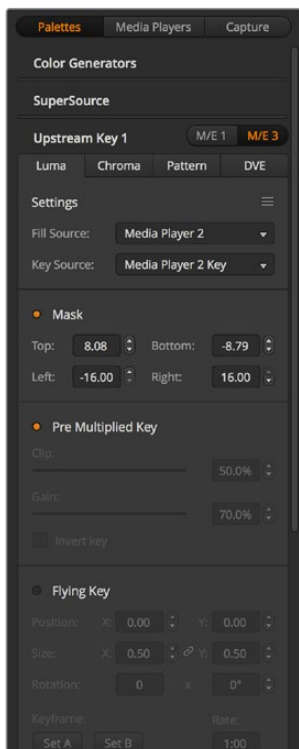 Palettes Media Players Capture
Color Generators
SuperSource
Upstream Key 1 M/E 1 M/E 3
Luma Chroma Pattern DVE
Settings
Fill Source: Media Player 2
Key Source: Media Player 2 Key
Mask
Top: 8.08 Bottom: -8.79
Left: -16.00 Right: 16.00
Pre Multiplied Key
Clip:
50.0%
Gain:
70.0%
Invert key
Flying Key
Position: X: 0.00 Y: 0.00
Size: X: 0.50 Y: 0.50
Rotation: 0 x 0°
Keyframe: Rate:
Set A Set B 1:00